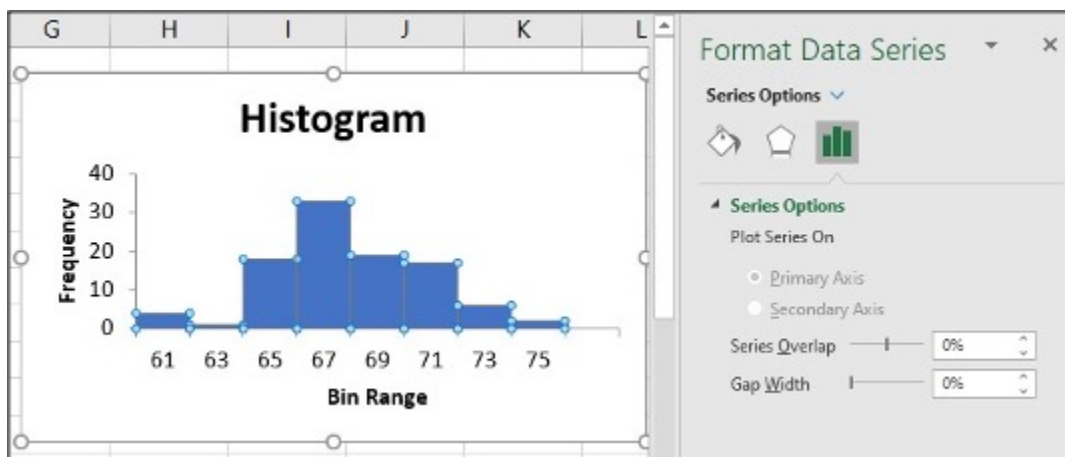 G H I J K L
Histogram
Frequency
40
30
20
10
0
61 63 65 67 69 71 73 75
Bin Range
Format Data Series
Series Options
Series Options
Plot Series On
Primary Axis
Secondary Axis
Series Overlap 0%
Gap Width 0%